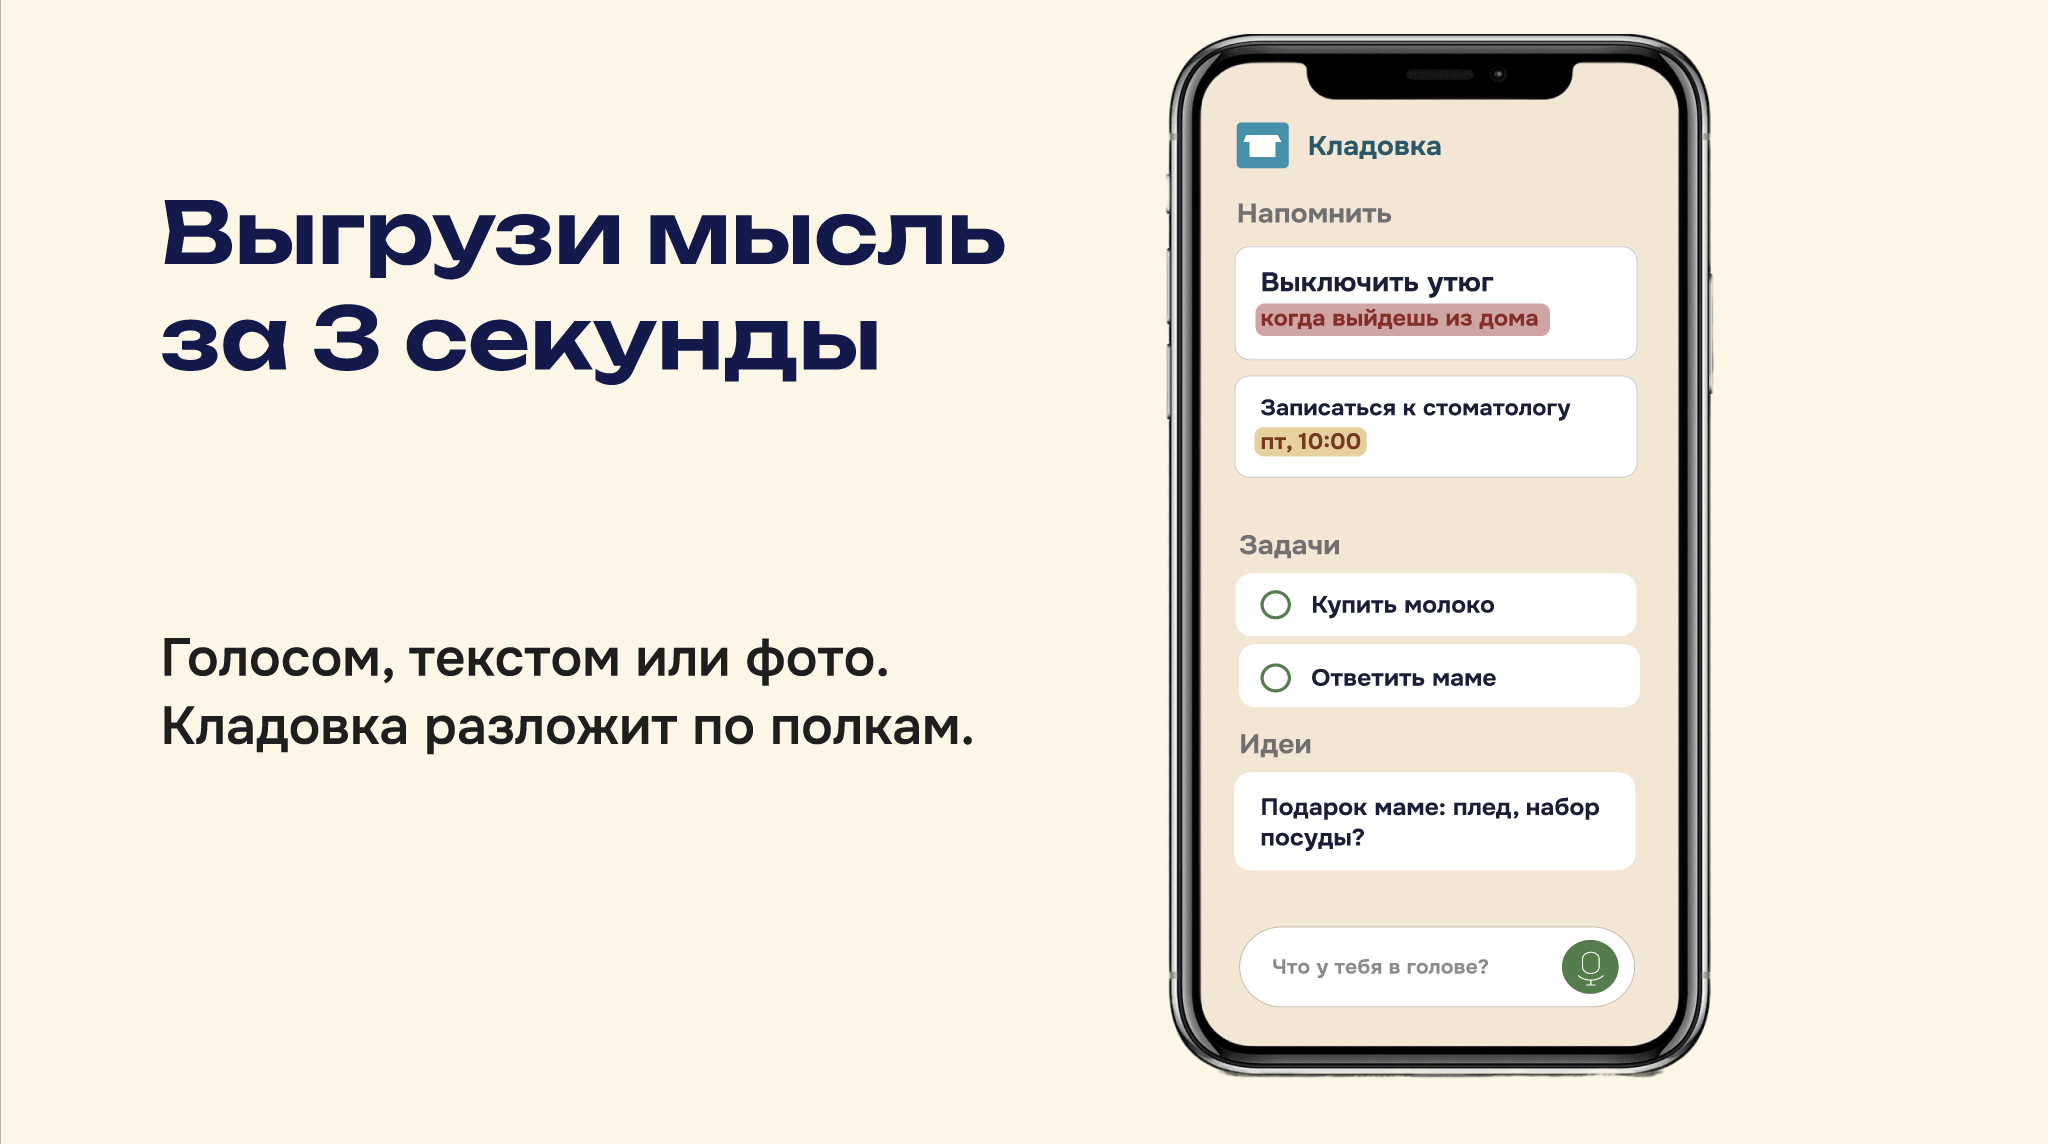 Выгрузи мысль
за 3 секунды
Голосом, текстом или фото.
Кладовка разложит по полкам.
Кладовка
Напомнить
Выключить утюг
когда выйдешь из дома
Записаться к стоматологу
пт, 10:00
Задачи
Купить молоко
Ответить маме
Идеи
Подарок маме: плед, набор
посуды?
Что у тебя в голове?